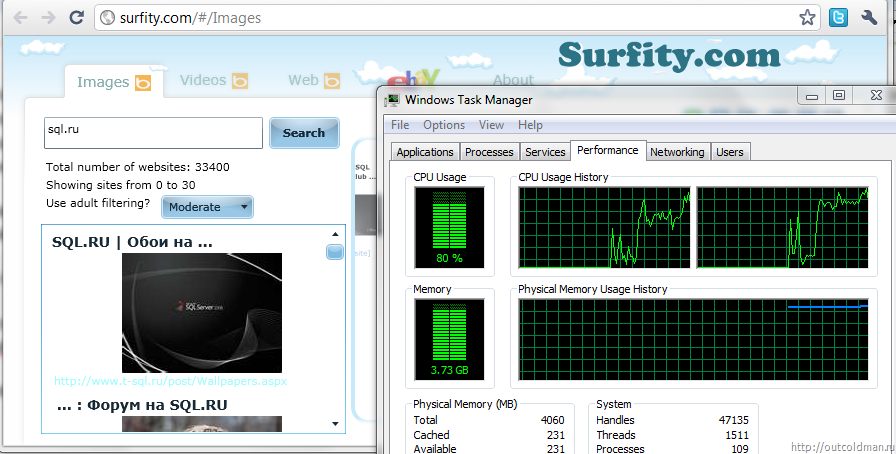 surfity.com/#/Images
Surfity.com
Images
Videos
Web
ebay
About
sql.ru
Search
Total number of websites: 33400
Showing sites from 0 to 30
Use adult filtering?
Moderate
SQL.RU | Обои на ...
SQL Server 2008
http://www.t-sql.ru/post/Wallpapers.aspx
... : Форум на SQL.RU
SQL
Windows Task Manager
File Options View Help
Applications Processes Services Performance Networking Users
CPU Usage
CPU Usage History
80 %
Memory
Physical Memory Usage History
3.73 GB
Physical Memory (MB)
Total 4060
Cached 231
Available 231
System
Handles 47135
Threads 1511
Processes 109
http://outcoldman.ru